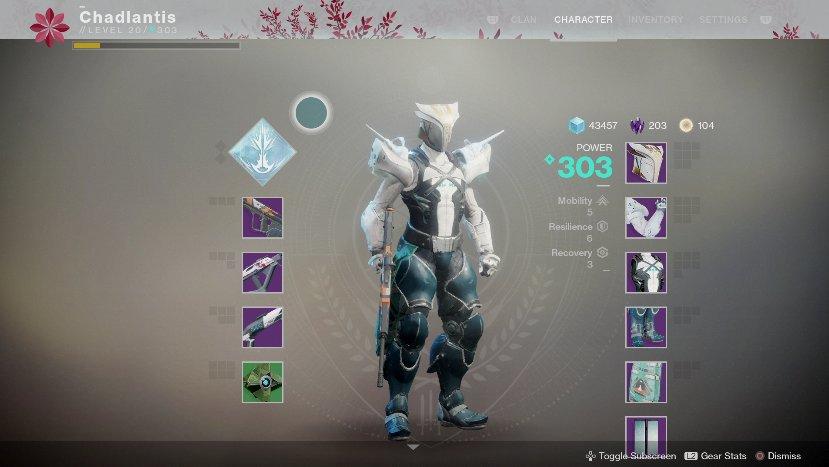 Chadlantis
//LEVEL 20/✧303
CLAN CHARACTER INVENTORY SETTINGS
43457 203 104
POWER
✧303
Mobility
5
Resilience
6
Recovery
3
Toggle Subscreen L2 Gear Stats Dismiss